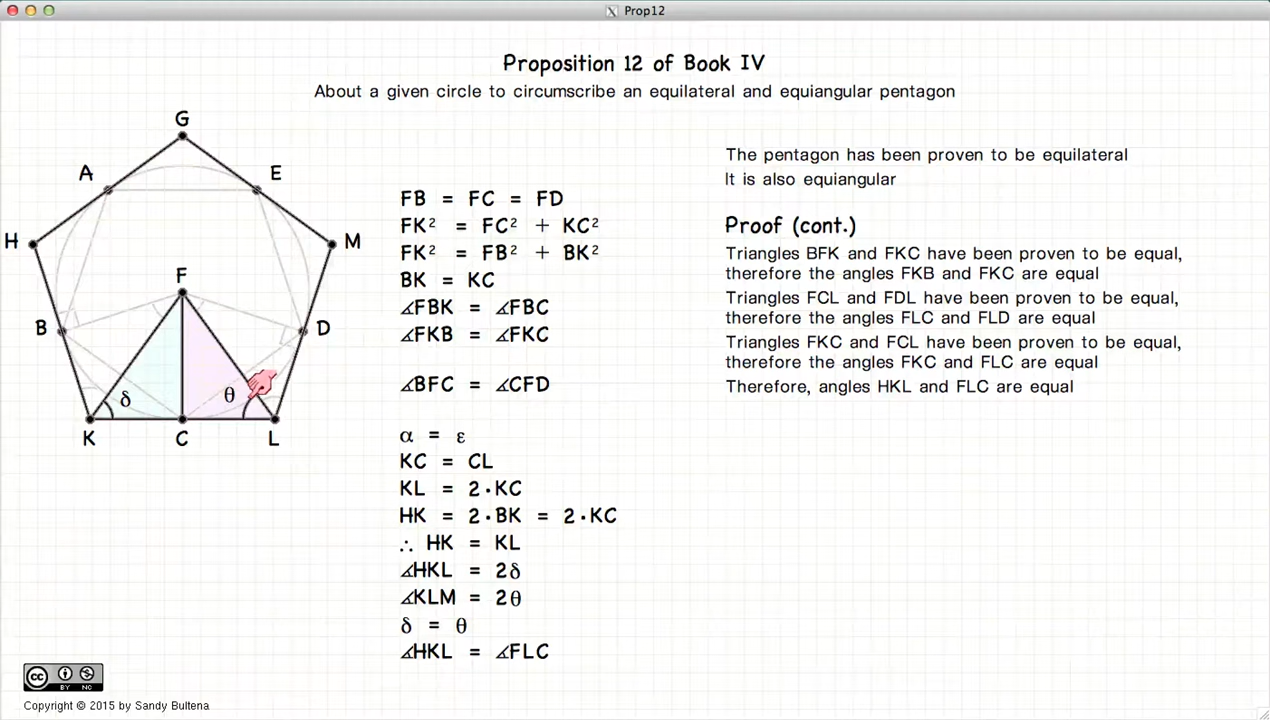 Prop12
Proposition 12 of Book IV
About a given circle to circumscribe an equilateral and equiangular pentagon
G
A
E
H
M
F
B
D
δ
θ
K
C
L
FB = FC = FD
FK² = FC² + KC²
FK² = FB² + BK²
BK = KC
∡FBK = ∡FBC
∡FKB = ∡FKC
∡BFC = ∡CFD
α = ε
KC = CL
KL = 2·KC
HK = 2·BK = 2·KC
∴ HK = KL
∡HKL = 2δ
∡KLM = 2θ
δ = θ
∡HKL = ∡FLC
The pentagon has been proven to be equilateral
It is also equiangular
Proof (cont.)
Triangles BFK and FKC have been proven to be equal,
therefore the angles FKB and FKC are equal
Triangles FCL and FDL have been proven to be equal,
therefore the angles FLC and FLD are equal
Triangles FKC and FCL have been proven to be equal,
therefore the angles FKC and FLC are equal
Therefore, angles HKL and FLC are equal
cc
BY NC
Copyright © 2015 by Sandy Bultena